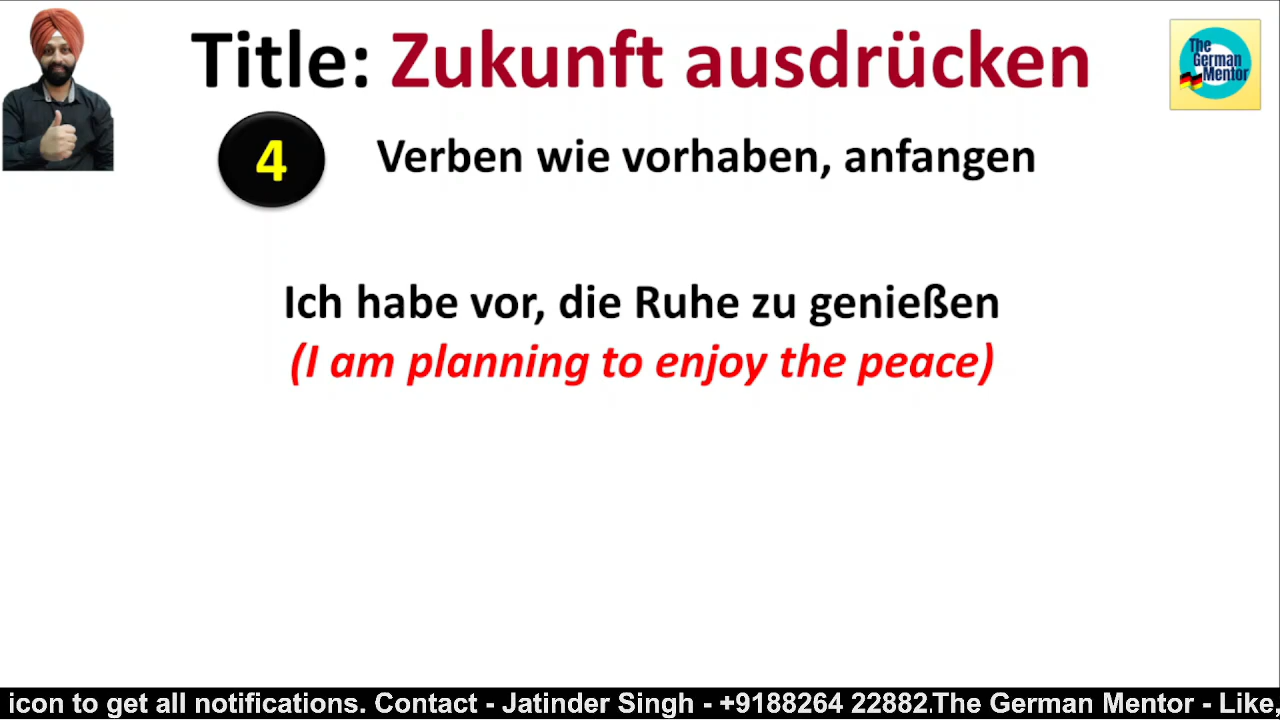 Title: Zukunft ausdrücken
The
German
Mentor
4
Verben wie vorhaben, anfangen
Ich habe vor, die Ruhe zu genießen
(I am planning to enjoy the peace)
icon to get all notifications. Contact - Jatinder Singh - +9188264 22882.The German Mentor - Like,